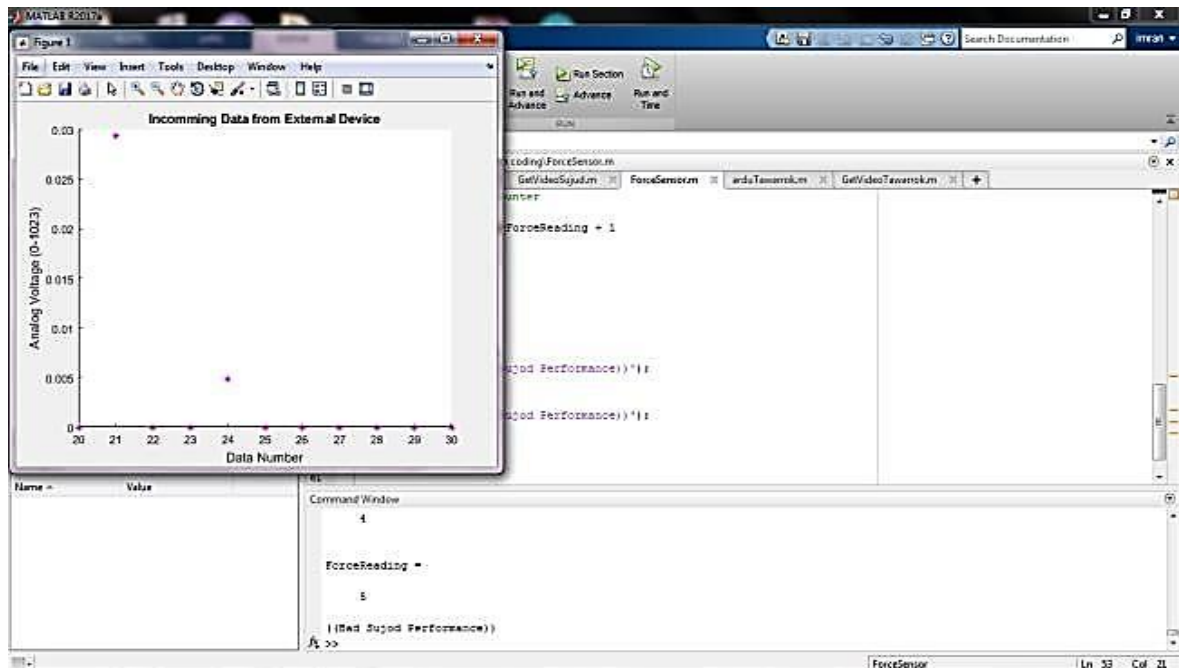 MATLAB R2017a
Figure 1
File Edit View Insert Tools Desktop Window Help
Incomming Data from External Device
0.03
0.025
0.02
0.015
0.01
0.005
0
20 21 22 23 24 25 26 27 28 29 30
Analog Voltage (0-1023)
Data Number
Search Documentation
imran
Run and Advance
Run Section
Advance
Run and Time
RUN
coding\ForceSensor.m
GetVideoSujud.m
ForceSensor.m
arduTawarrok.m
GetVideoTawarrok.m
unter
ForceReading + 1
ujod Performance))');
ujod Performance))');
61
Name
Value
Command Window
4
ForceReading =
5
((Bad Sujod Performance))
fx >>
ForceSensor
Ln 53 Col 21